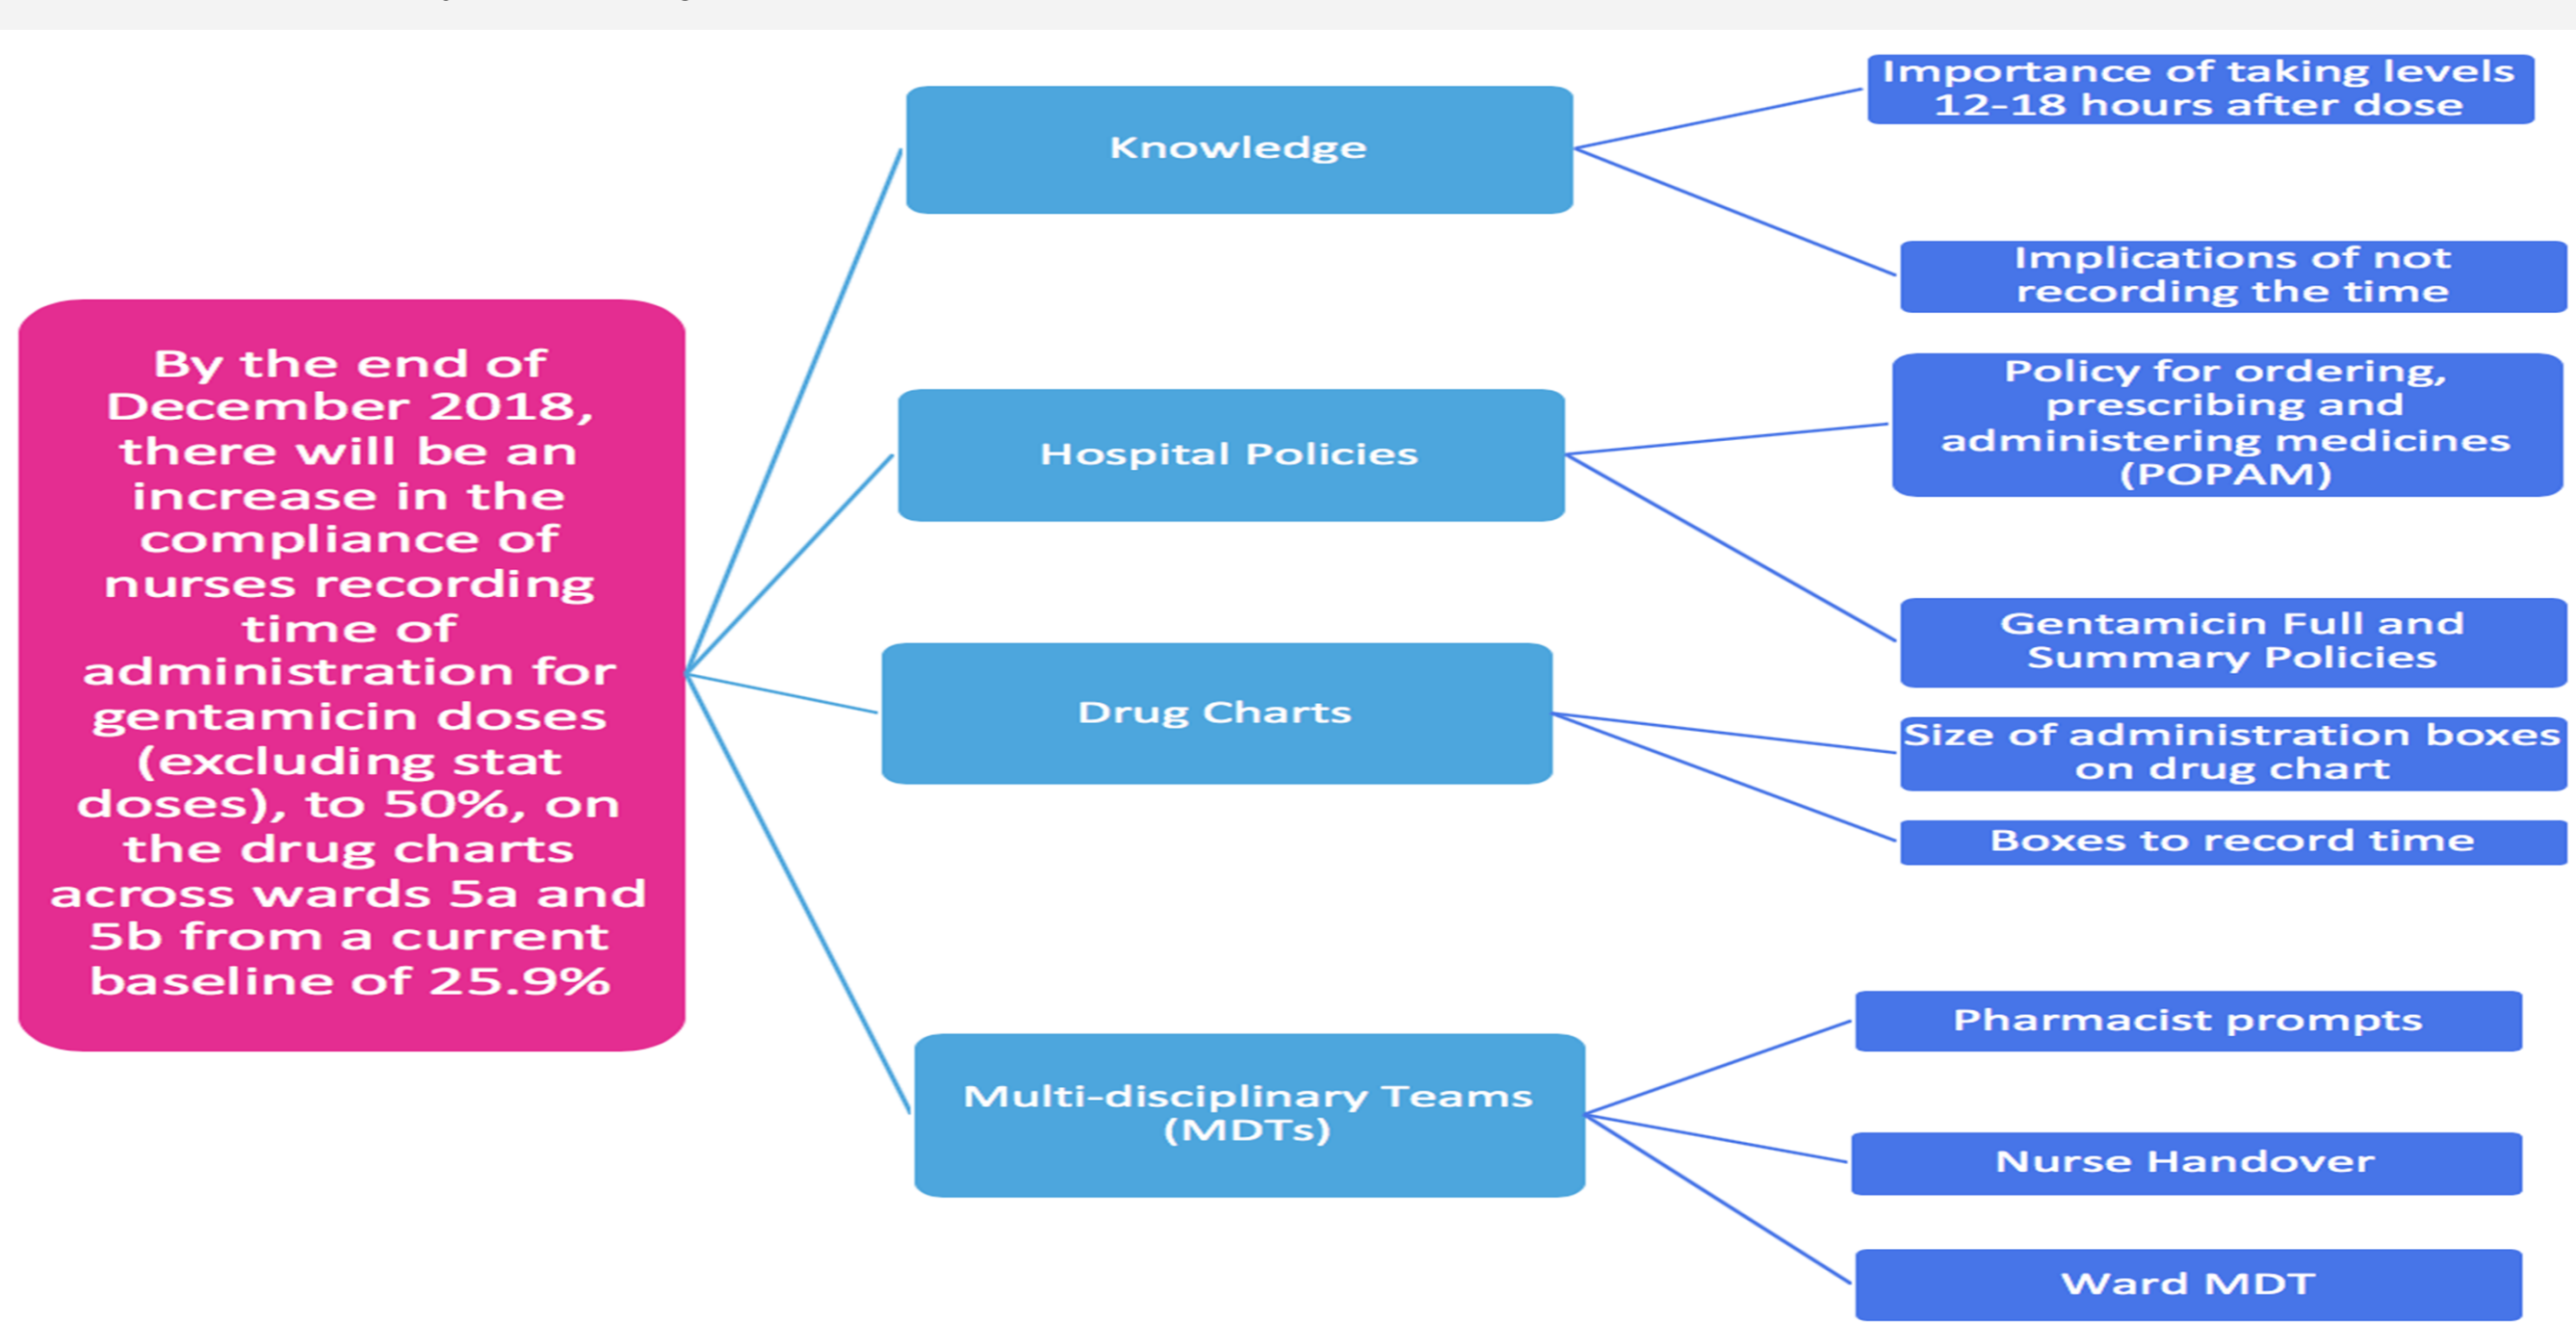 By the end of
December 2018,
there will be an
increase in the
compliance of
nurses recording
time of
administration for
gentamicin doses
(excluding stat
doses), to 50%, on
the drug charts
across wards 5a and
5b from a current
baseline of 25.9%
Knowledge
Importance of taking levels
12-18 hours after dose
Implications of not
recording the time
Hospital Policies
Policy for ordering,
prescribing and
administering medicines
(POPAM)
Gentamicin Full and
Summary Policies
Drug Charts
Size of administration boxes
on drug chart
Boxes to record time
Multi-disciplinary Teams
(MDTs)
Pharmacist prompts
Nurse Handover
Ward MDT